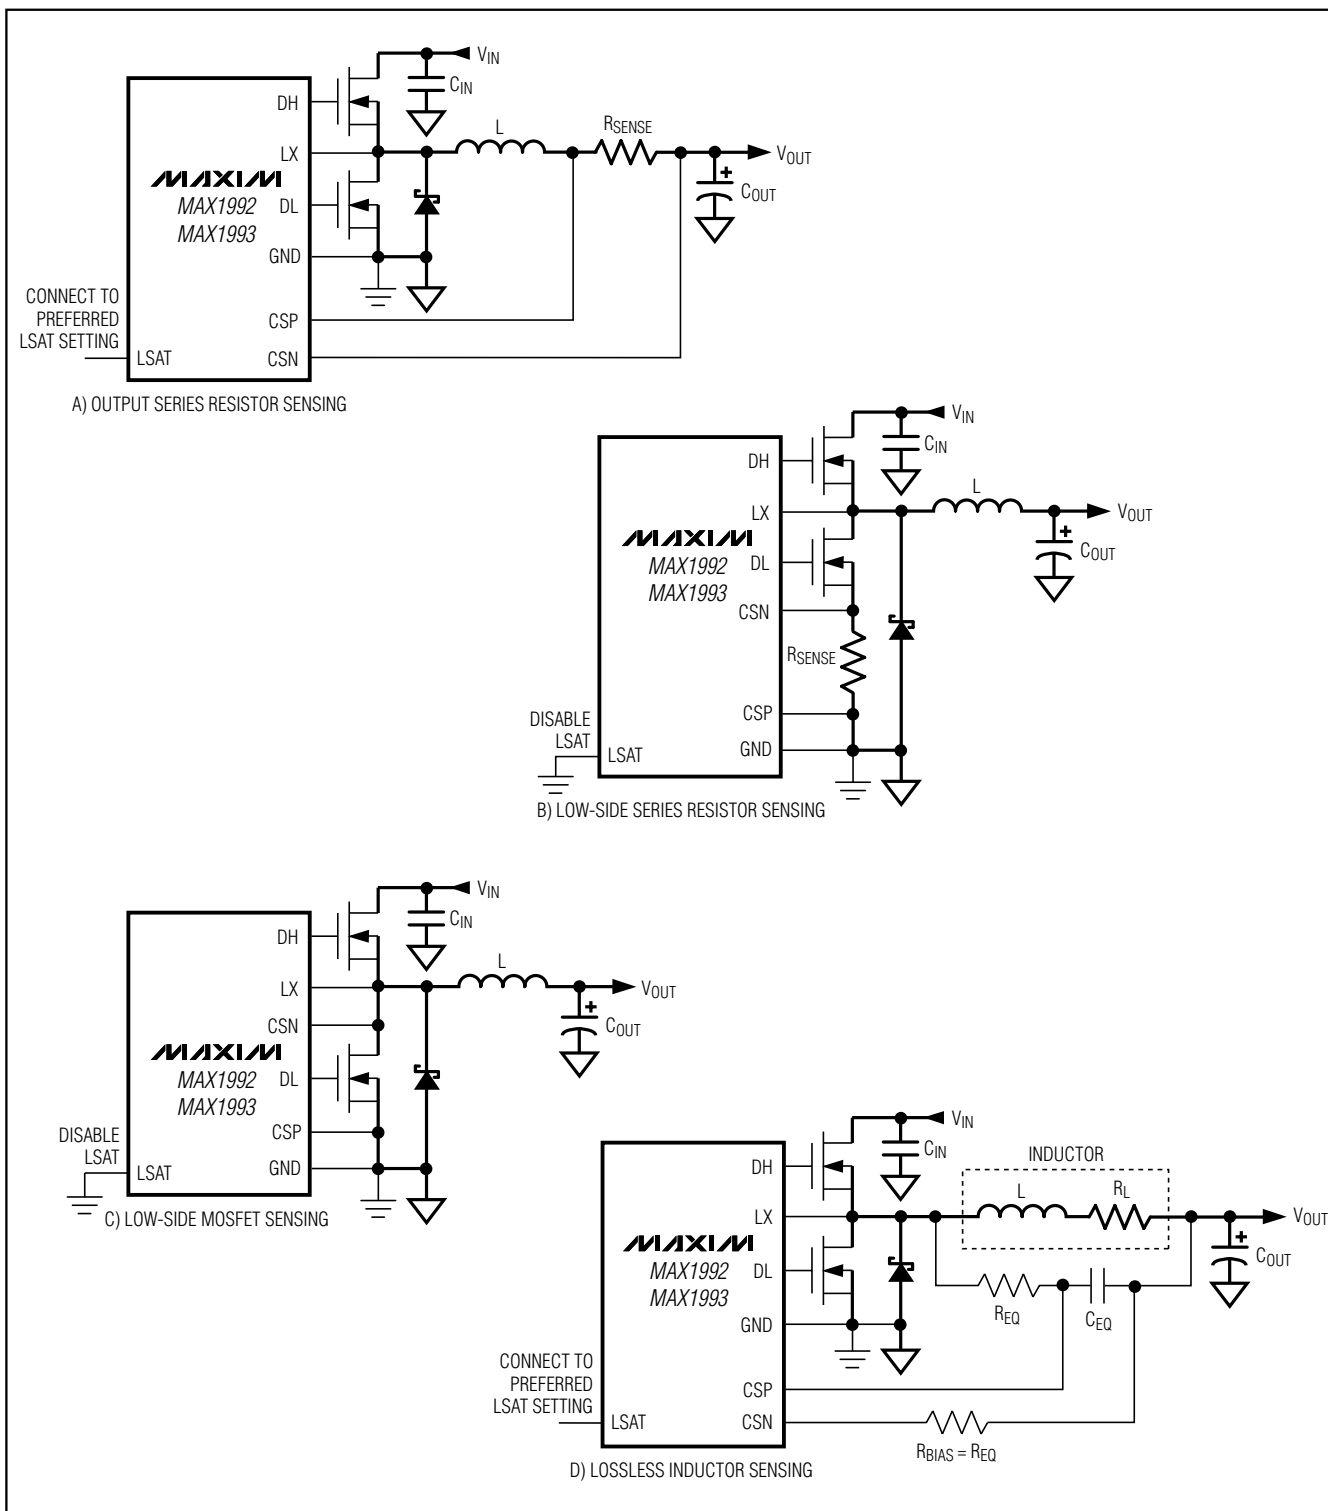 V_IN
C_IN
DH
L
R_SENSE
LX
V_OUT
MAXIM
C_OUT
MAX1992
DL
MAX1993
GND
CONNECT TO
PREFERRED
LSAT SETTING
CSP
LSAT
CSN
A) OUTPUT SERIES RESISTOR SENSING
V_IN
C_IN
DH
L
LX
V_OUT
MAXIM
C_OUT
MAX1992
DL
MAX1993
CSN
R_SENSE
CSP
DISABLE
LSAT
GND
LSAT
B) LOW-SIDE SERIES RESISTOR SENSING
V_IN
C_IN
DH
L
LX
V_OUT
CSN
C_OUT
MAXIM
MAX1992
DL
MAX1993
CSP
DISABLE
LSAT
GND
LSAT
C) LOW-SIDE MOSFET SENSING
V_IN
C_IN
DH
INDUCTOR
L
R_L
LX
V_OUT
MAXIM
C_OUT
MAX1992
DL
MAX1993
R_EQ
C_EQ
GND
CONNECT TO
PREFERRED
LSAT SETTING
CSP
LSAT
CSN
R_BIAS = R_EQ
D) LOSSLESS INDUCTOR SENSING